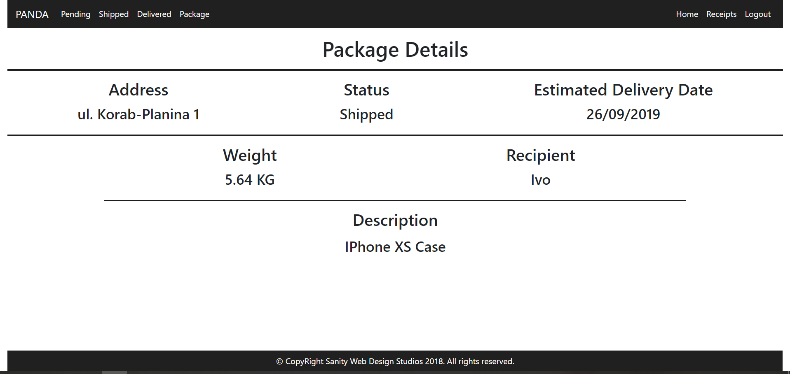 PANDA Pending Shipped Delivered Package Home Receipts Logout
Package Details
Address Status Estimated Delivery Date
ul. Korab-Planina 1 Shipped 26/09/2019
Weight Recipient
5.64 KG Ivo
Description
IPhone XS Case
© CopyRight Sanity Web Design Studios 2018. All rights reserved.